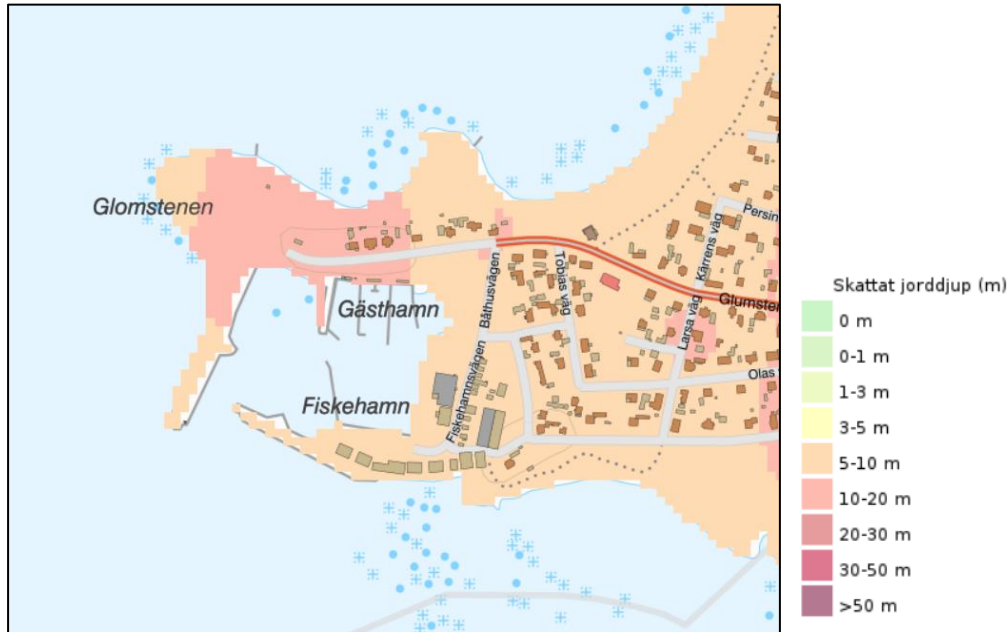 Glomstenen
Gästhamn
Fiskehamn
Båthusvägen
Fiskehamnsvägen
Tobias väg
Kärrens väg
Larsa väg
Persin
Glumsten
Olas
Skattat jorddjup (m)
0 m
0-1 m
1-3 m
3-5 m
5-10 m
10-20 m
20-30 m
30-50 m
>50 m